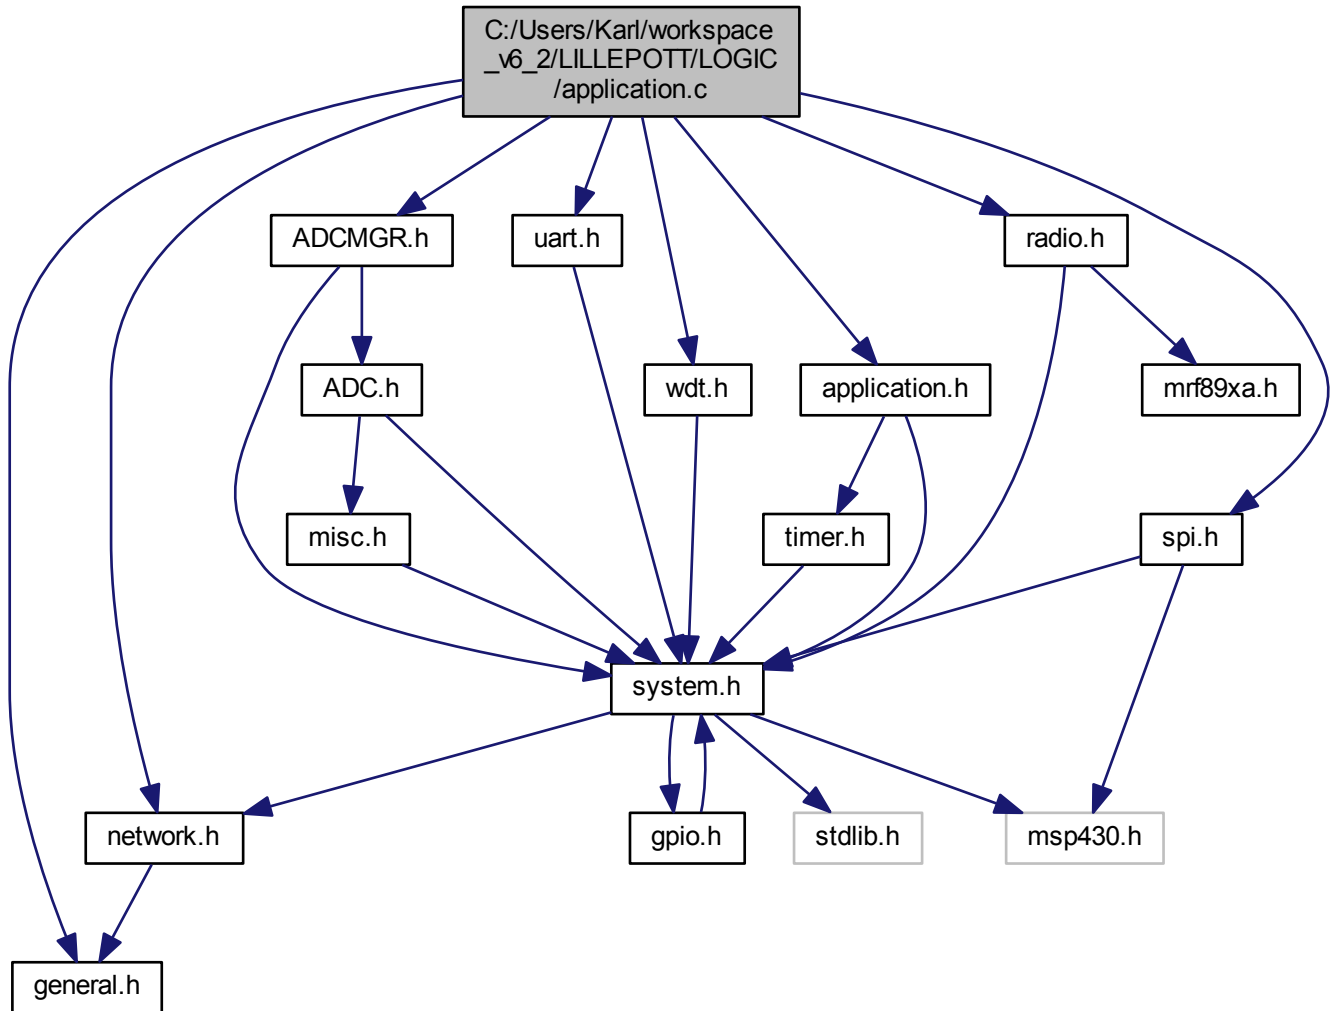 C:/Users/Karl/workspace
_v6_2/LILLEPOTT/LOGIC
/application.c
ADCMGR.h
uart.h
radio.h
ADC.h
wdt.h
application.h
mrf89xa.h
misc.h
timer.h
spi.h
system.h
network.h
gpio.h
stdlib.h
msp430.h
general.h